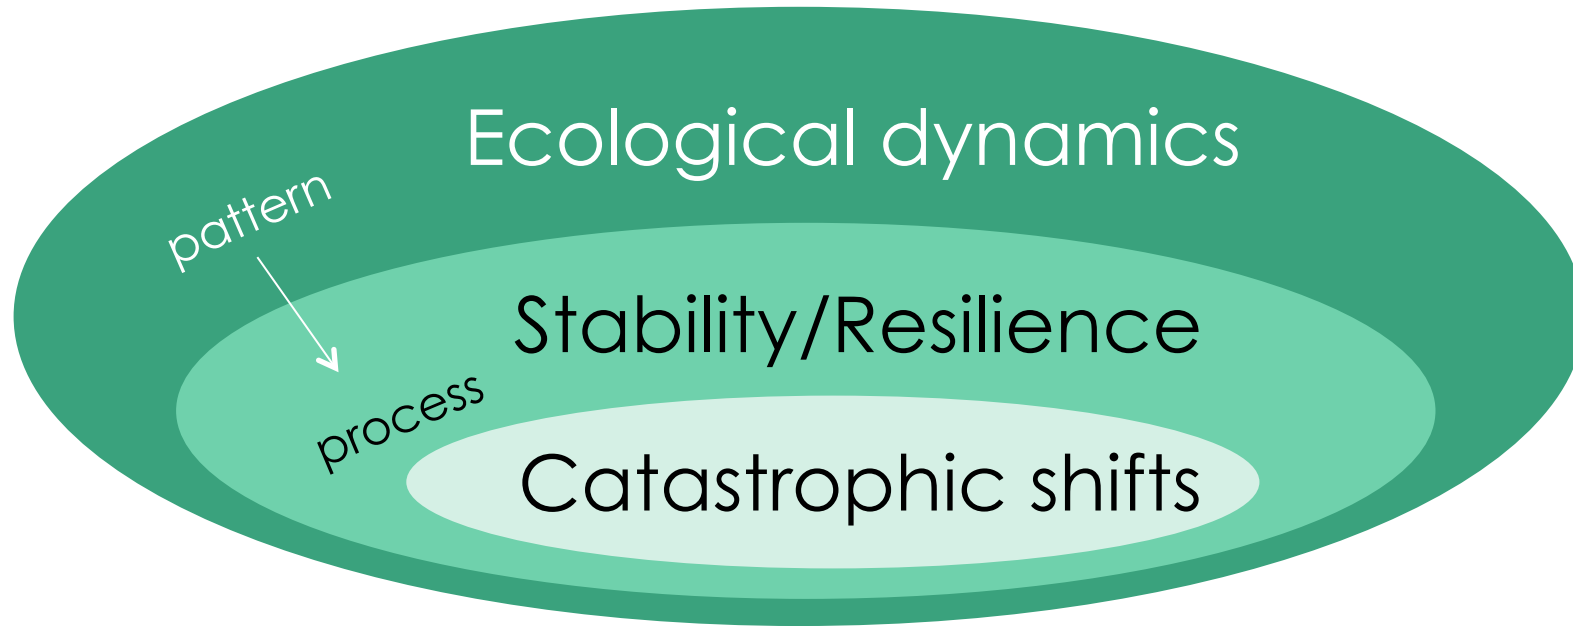 Ecological dynamics
pattern
Stability/Resilience
process
Catastrophic shifts